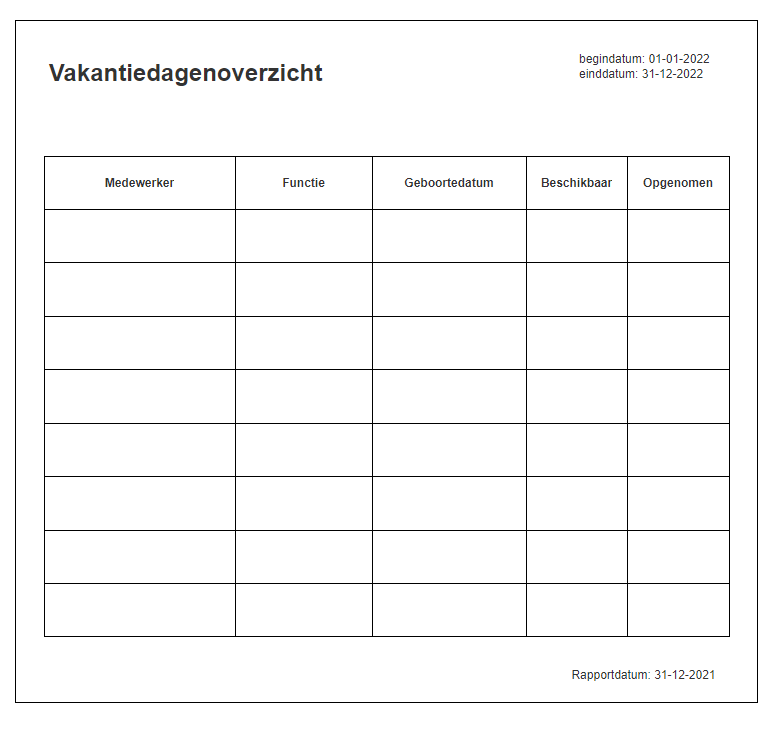 Vakantiedagenoverzicht
begindatum: 01-01-2022
einddatum: 31-12-2022
Medewerker Functie Geboortedatum Beschikbaar Opgenomen
Rapportdatum: 31-12-2021